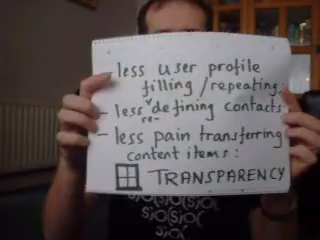 - less user profile
filling / repeating
- less re-defining contacts
- less pain transferring
content items:
TRANSPARENCY